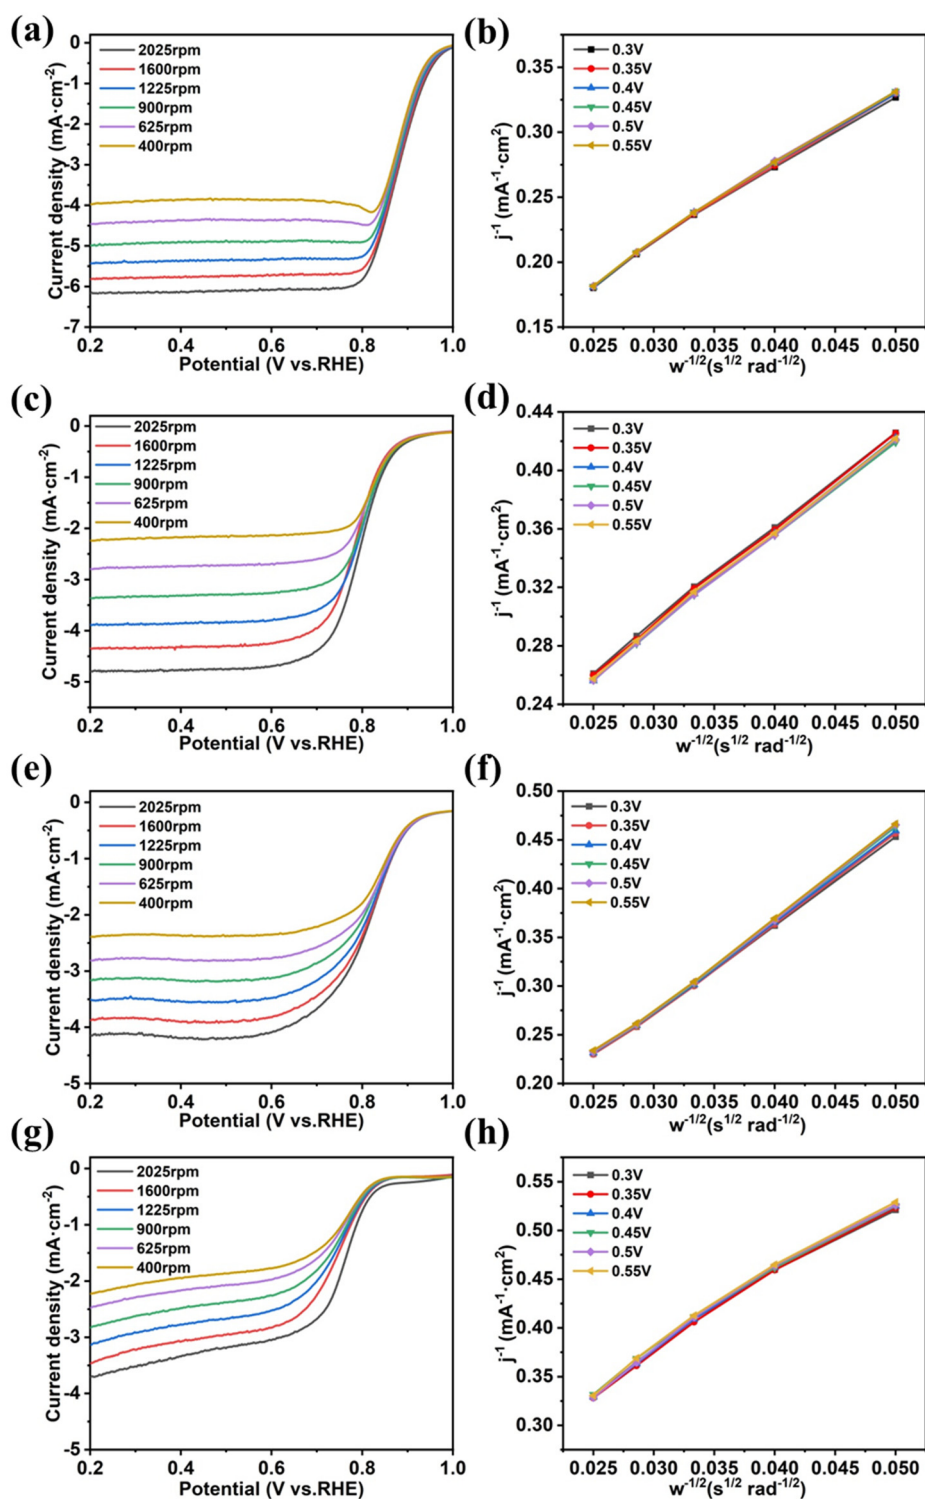 (a)
Current density (mA·cm-2)
0
-1
-2
-3
-4
-5
-6
-7
2025rpm
1600rpm
1225rpm
900rpm
625rpm
400rpm
0.2 0.4 0.6 0.8 1.0
Potential (V vs.RHE)
(b)
j-1 (mA-1·cm2)
0.35
0.30
0.25
0.20
0.15
0.3V
0.35V
0.4V
0.45V
0.5V
0.55V
0.025 0.030 0.035 0.040 0.045 0.050
w-1/2(s1/2 rad-1/2)
(c)
Current density (mA·cm-2)
0
-1
-2
-3
-4
-5
2025rpm
1600rpm
1225rpm
900rpm
625rpm
400rpm
0.2 0.4 0.6 0.8 1.0
Potential (V vs.RHE)
(d)
j-1 (mA-1·cm2)
0.44
0.40
0.36
0.32
0.28
0.24
0.3V
0.35V
0.4V
0.45V
0.5V
0.55V
0.025 0.030 0.035 0.040 0.045 0.050
w-1/2(s1/2 rad-1/2)
(e)
Current density (mA·cm-2)
0
-1
-2
-3
-4
-5
2025rpm
1600rpm
1225rpm
900rpm
625rpm
400rpm
0.2 0.4 0.6 0.8 1.0
Potential (V vs.RHE)
(f)
j-1 (mA-1·cm2)
0.50
0.45
0.40
0.35
0.30
0.25
0.20
0.3V
0.35V
0.4V
0.45V
0.5V
0.55V
0.025 0.030 0.035 0.040 0.045 0.050
w-1/2(s1/2 rad-1/2)
(g)
Current density (mA·cm-2)
0
-1
-2
-3
-4
-5
2025rpm
1600rpm
1225rpm
900rpm
625rpm
400rpm
0.2 0.4 0.6 0.8 1.0
Potential (V vs.RHE)
(h)
j-1 (mA-1·cm2)
0.55
0.50
0.45
0.40
0.35
0.30
0.3V
0.35V
0.4V
0.45V
0.5V
0.55V
0.025 0.030 0.035 0.040 0.045 0.050
w-1/2(s1/2 rad-1/2)